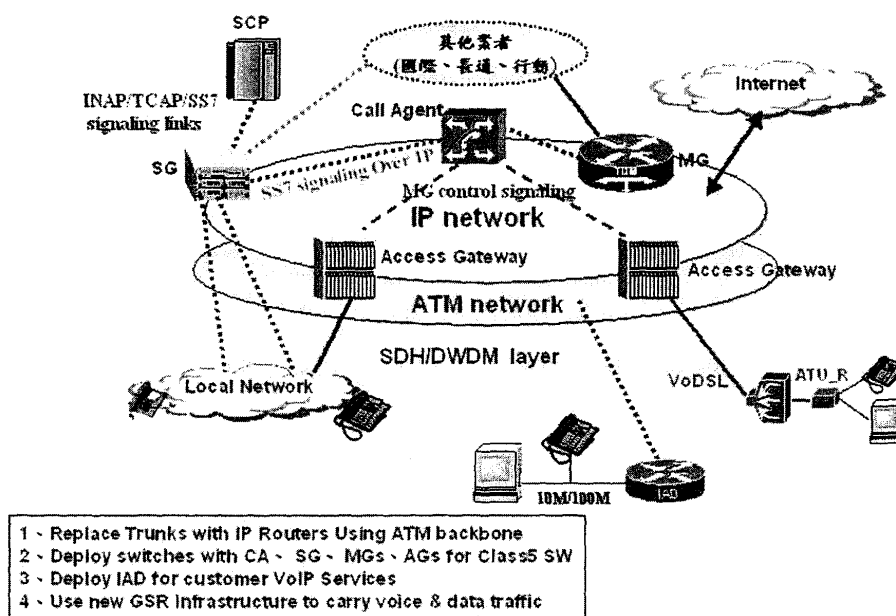 SCP
其他業者
(國際、長途、行動)
Internet
INAP/TCAP/SS7
signaling links
Call Agent
SG
MG
SS7 signaling Over IP
MG control signaling
IP network
Access Gateway
Access Gateway
ATM network
SDH/DWDM layer
Local Network
VoDSL
ATU_R
IAD
10M/100M
1、Replace Trunks with IP Routers Using ATM backbone
2、Deploy switches with CA、SG、MGs、AGs for Class5 SW
3、Deploy IAD for customer VoIP Services
4、Use new GSR Infrastructure to carry voice & data traffic